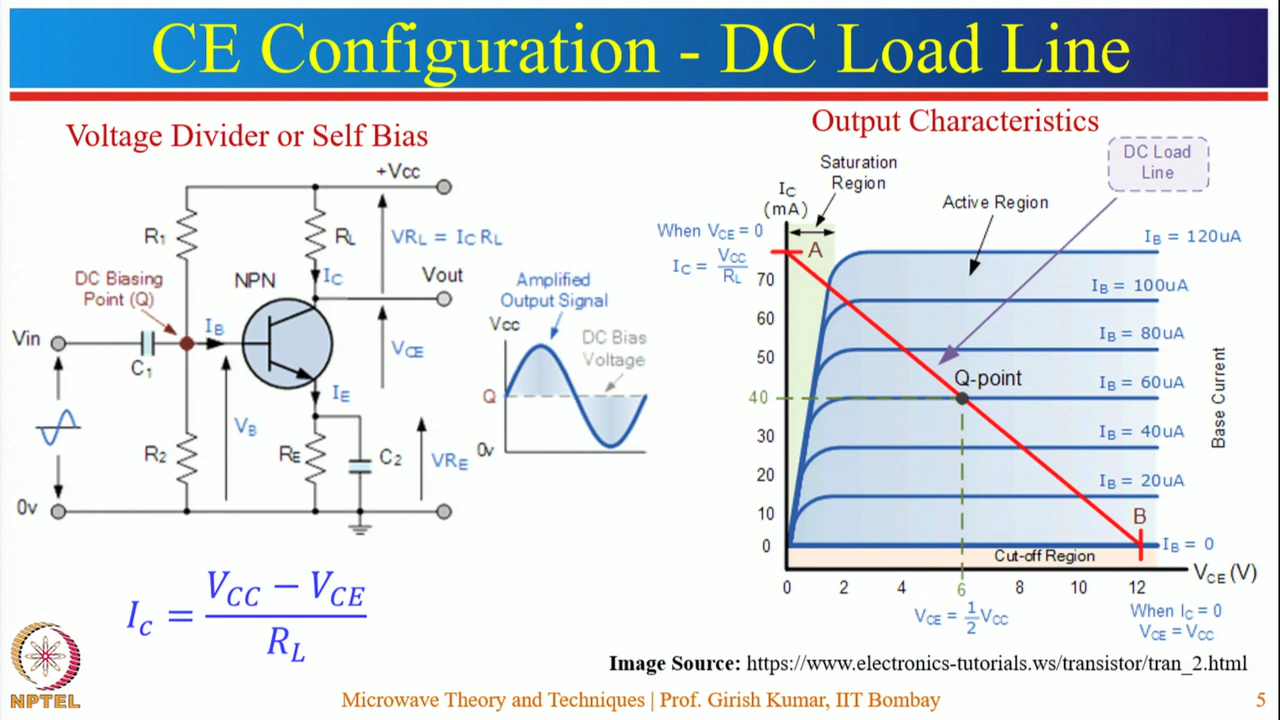 CE Configuration - DC Load Line
Voltage Divider or Self Bias
+Vcc
R1
RL
VRL = IC RL
DC Biasing
Point (Q)
NPN
IC
Vout
Vin
IB
C1
VCE
VB
IE
R2
RE
C2
VRE
0v
Amplified
Output Signal
Vcc
DC Bias
Voltage
Q
0v
Ic = (VCC − VCE) / RL
Output Characteristics
DC Load
Line
Saturation
Region
IC
(mA)
Active Region
When VCE = 0
IC = VCC / RL
A
IB = 120uA
70
IB = 100uA
60
IB = 80uA
50
Q-point
IB = 60uA
40
IB = 40uA
30
IB = 20uA
20
10
B
0
IB = 0
Base Current
Cut-off Region
VCE (V)
0 2 4 6 8 10 12
VCE = 1/2 VCC
When IC = 0
VCE = VCC
Image Source: https://www.electronics-tutorials.ws/transistor/tran_2.html
NPTEL
Microwave Theory and Techniques | Prof. Girish Kumar, IIT Bombay
5